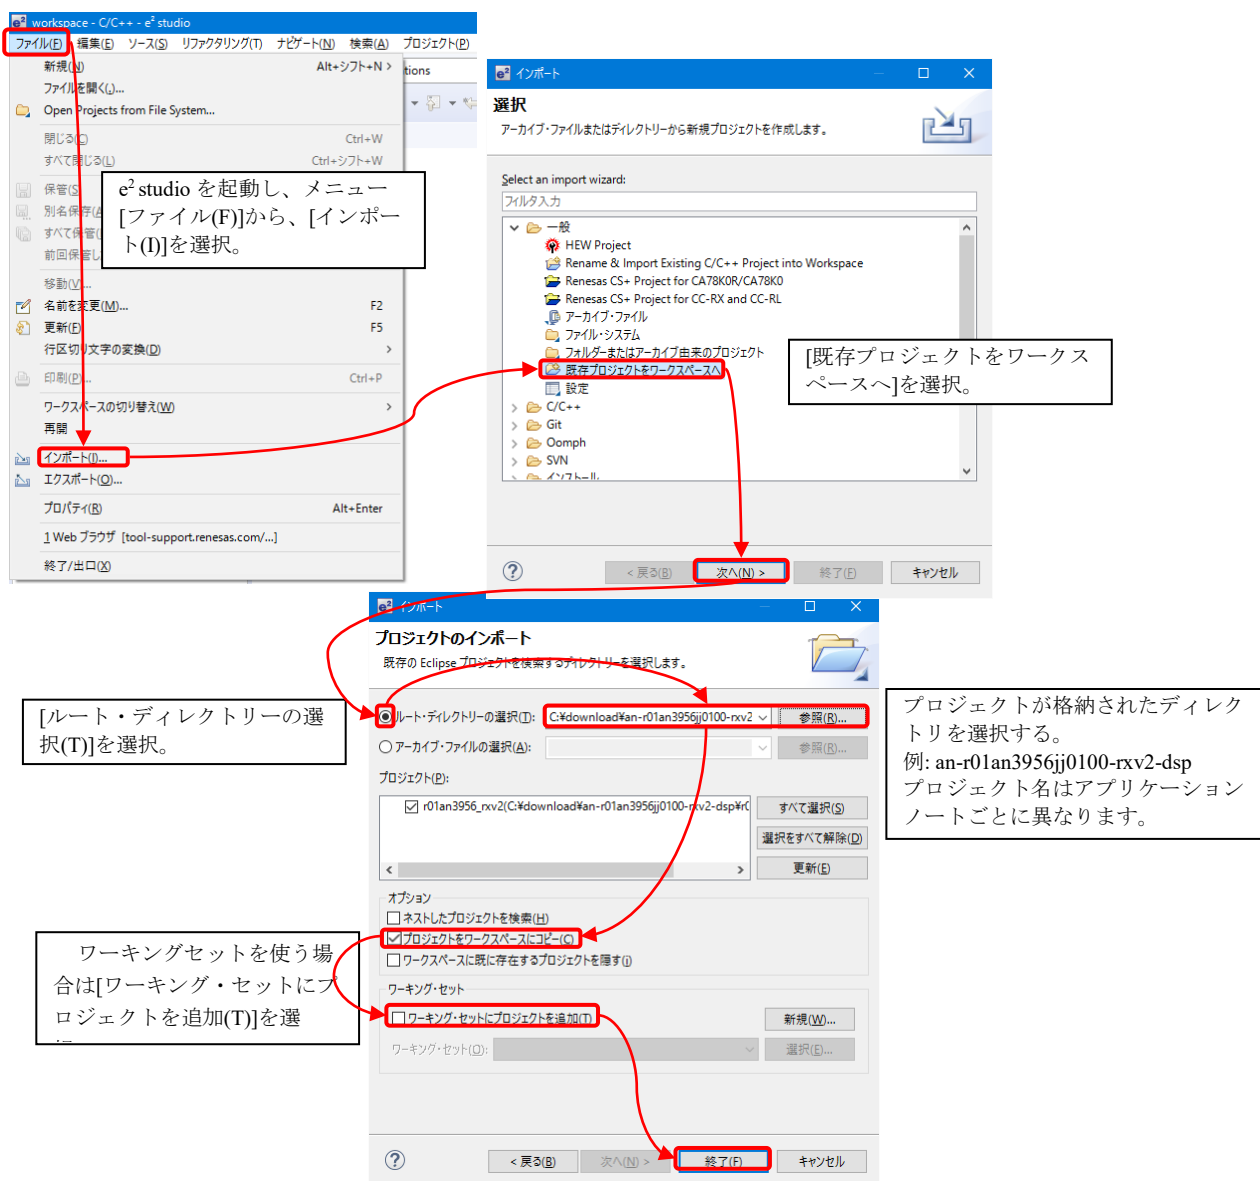 workspace - C/C++ - e² studio
ファイル(F) 編集(E) ソース(S) リファクタリング(T) ナビゲート(N) 検索(A) プロジェクト(P)
新規(N) Alt+シフト+N >
ファイルを開く(.)...
Open Projects from File System...
閉じる(C) Ctrl+W
すべて閉じる(L) Ctrl+シフト+W
保管(S)
別名保存(A
すべて保管(
前回保管し
移動(V)...
名前を変更(M)... F2
更新(F) F5
行区切り文字の変換(D) >
印刷(P)... Ctrl+P
ワークスペースの切り替え(W) >
再開
インポート(I)...
エクスポート(O)...
プロパティ(R) Alt+Enter
1 Web ブラウザ [tool-support.renesas.com/...]
終了/出口(X)
tions
e² studio を起動し、メニュー
[ファイル(F)]から、[インポー
ト(I)]を選択。
インポート
選択
アーカイブ・ファイルまたはディレクトリーから新規プロジェクトを作成します。
Select an import wizard:
フィルタ入力
一般
HEW Project
Rename & Import Existing C/C++ Project into Workspace
Renesas CS+ Project for CA78K0R/CA78K0
Renesas CS+ Project for CC-RX and CC-RL
アーカイブ・ファイル
ファイル・システム
フォルダーまたはアーカイブ由来のプロジェクト
既存プロジェクトをワークスペースへ
設定
C/C++
Git
Oomph
SVN
インストール
< 戻る(B) 次へ(N) > 終了(F) キャンセル
[既存プロジェクトをワークス
ペースへ]を選択。
インポート
プロジェクトのインポート
既存の Eclipse プロジェクトを検索するディレクトリーを選択します。
ルート・ディレクトリーの選択(T): C:¥download¥an-r01an3956jj0100-rxv2 参照(R)...
アーカイブ・ファイルの選択(A): 参照(R)...
プロジェクト(P):
r01an3956_rxv2(C:¥download¥an-r01an3956jj0100-rxv2-dsp¥r0 すべて選択(S)
選択をすべて解除(D)
更新(E)
オプション
ネストしたプロジェクトを検索(H)
プロジェクトをワークスペースにコピー(C)
ワークスペースに既に存在するプロジェクトを隠す(i)
ワーキング・セット
ワーキング・セットにプロジェクトを追加(T) 新規(W)...
ワーキング・セット(O): 選択(E)...
< 戻る(B) 次へ(N) > 終了(F) キャンセル
[ルート・ディレクトリーの選
択(T)]を選択。
プロジェクトが格納されたディレク
トリを選択する。
例: an-r01an3956jj0100-rxv2-dsp
プロジェクト名はアプリケーション
ノートごとに異なります。
ワーキングセットを使う場
合は[ワーキング・セットにプ
ロジェクトを追加(T)]を選